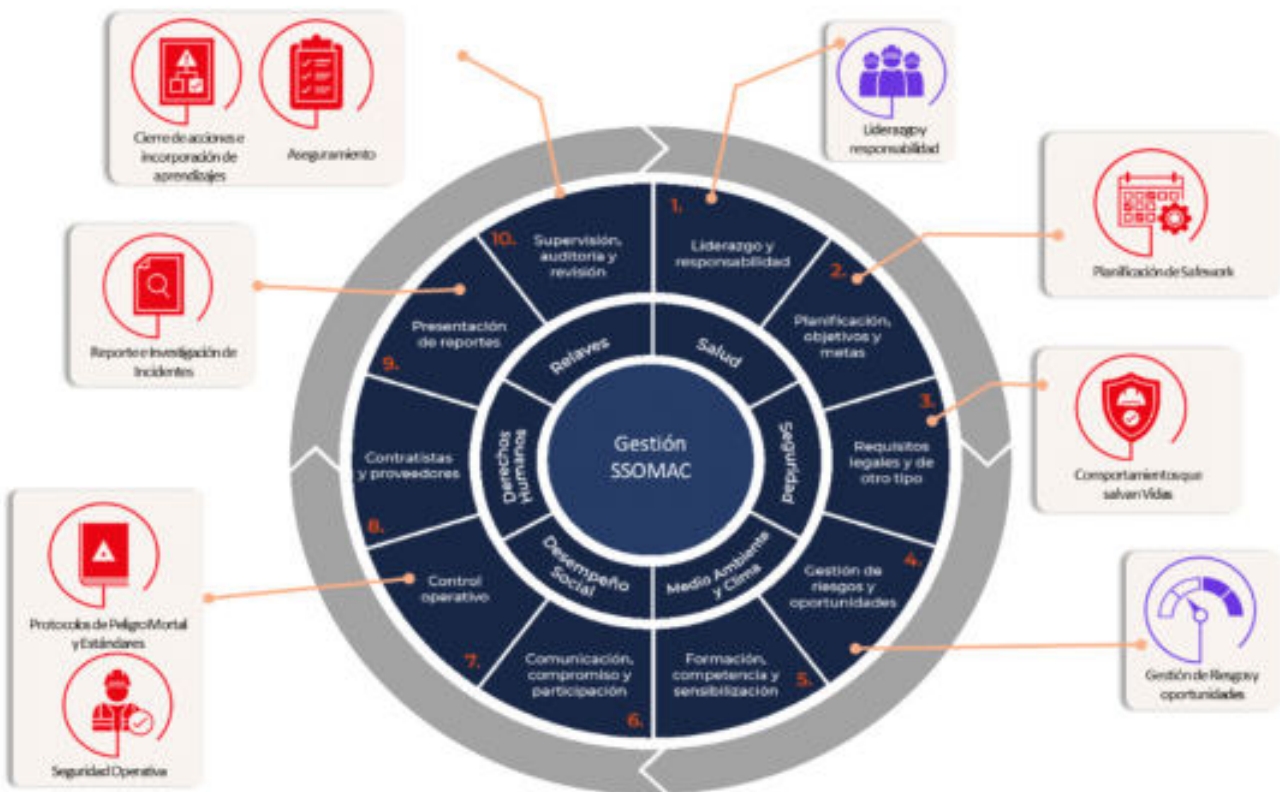 Cierre de acciones e
incorporación de
aprendizajes
Aseguramiento
Liderazgo y
responsabilidad
Planificación de Safework
Reporte e Investigación de
Incidentes
Comportamientos que
salvan Vidas
Protocolos de Peligro Mortal
y Estándares
Seguridad Operativa
Gestión de Riesgos y
oportunidades
1.
Liderazgo y
responsabilidad
2.
Planificación,
objetivos y
metas
3.
Requisitos
legales y de
otro tipo
4.
Gestión de
riesgos y
oportunidades
5.
Formación,
competencia y
sensibilización
6.
Comunicación,
compromiso y
participación
7.
Control
operativo
8.
Contratistas
y proveedores
9.
Presentación
de reportes
10.
Supervisión,
auditoría y
revisión
Relaves
Salud
Seguridad
Medio Ambiente
y Clima
Desempeño
Social
Derechos
Humanos
Gestión
SSOMAC